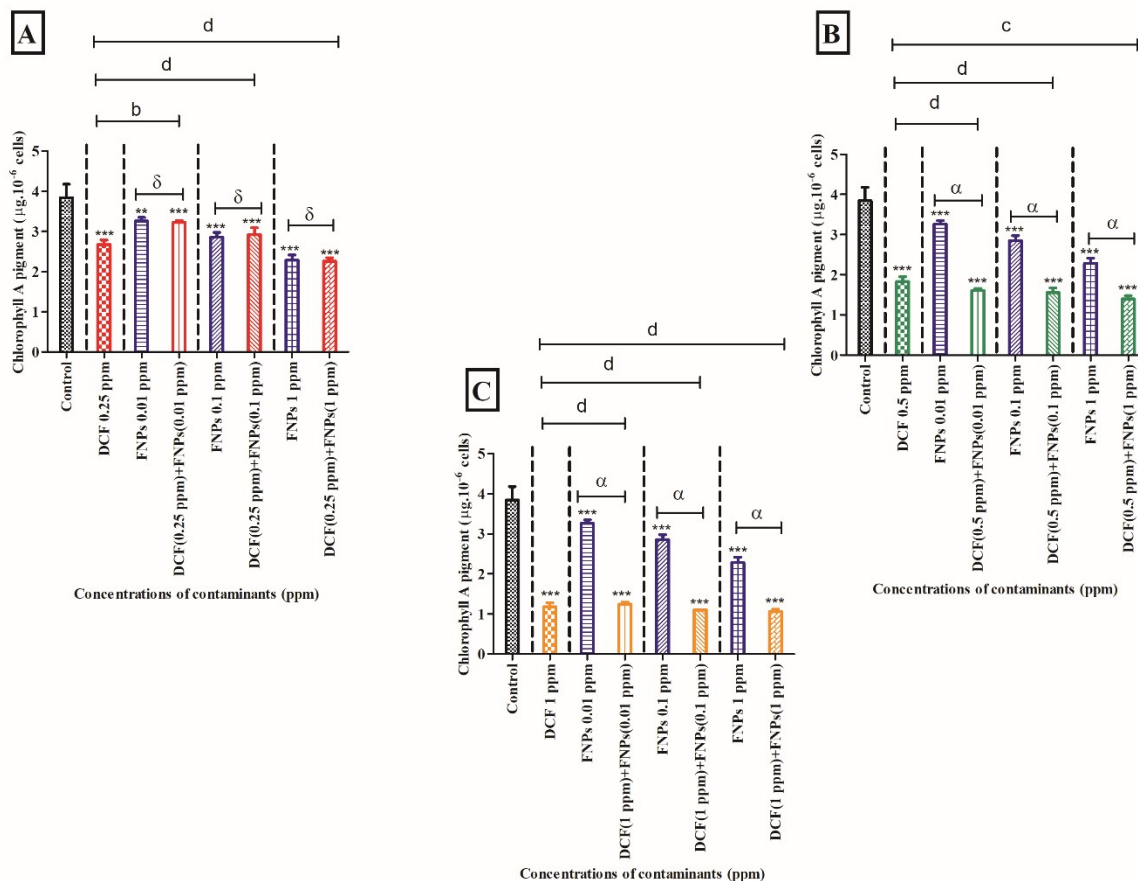 A
d
d
b
Chlorophyll A pigment (μg.10⁻⁶ cells)
5
4
3
2
1
0
***
**
***
***
***
***
***
δ
δ
δ
Control
DCF 0.25 ppm
FNPs 0.01 ppm
DCF(0.25 ppm)+FNPs(0.01 ppm)
FNPs 0.1 ppm
DCF(0.25 ppm)+FNPs(0.1 ppm)
FNPs 1 ppm
DCF(0.25 ppm)+FNPs(1 ppm)
Concentrations of contaminants (ppm)
B
c
d
d
Chlorophyll A pigment (μg.10⁻⁶ cells)
5
4
3
2
1
0
***
***
***
***
***
***
***
α
α
α
Control
DCF 0.5 ppm
FNPs 0.01 ppm
DCF(0.5 ppm)+FNPs(0.01 ppm)
FNPs 0.1 ppm
DCF(0.5 ppm)+FNPs(0.1 ppm)
FNPs 1 ppm
DCF(0.5 ppm)+FNPs(1 ppm)
Concentrations of contaminants (ppm)
C
d
d
d
Chlorophyll A pigment (μg.10⁻⁶ cells)
5
4
3
2
1
0
***
***
***
***
***
***
***
α
α
α
Control
DCF 1 ppm
FNPs 0.01 ppm
DCF(1 ppm)+FNPs(0.01 ppm)
FNPs 0.1 ppm
DCF(1 ppm)+FNPs(0.1 ppm)
FNPs 1 ppm
DCF(1 ppm)+FNPs(1 ppm)
Concentrations of contaminants (ppm)